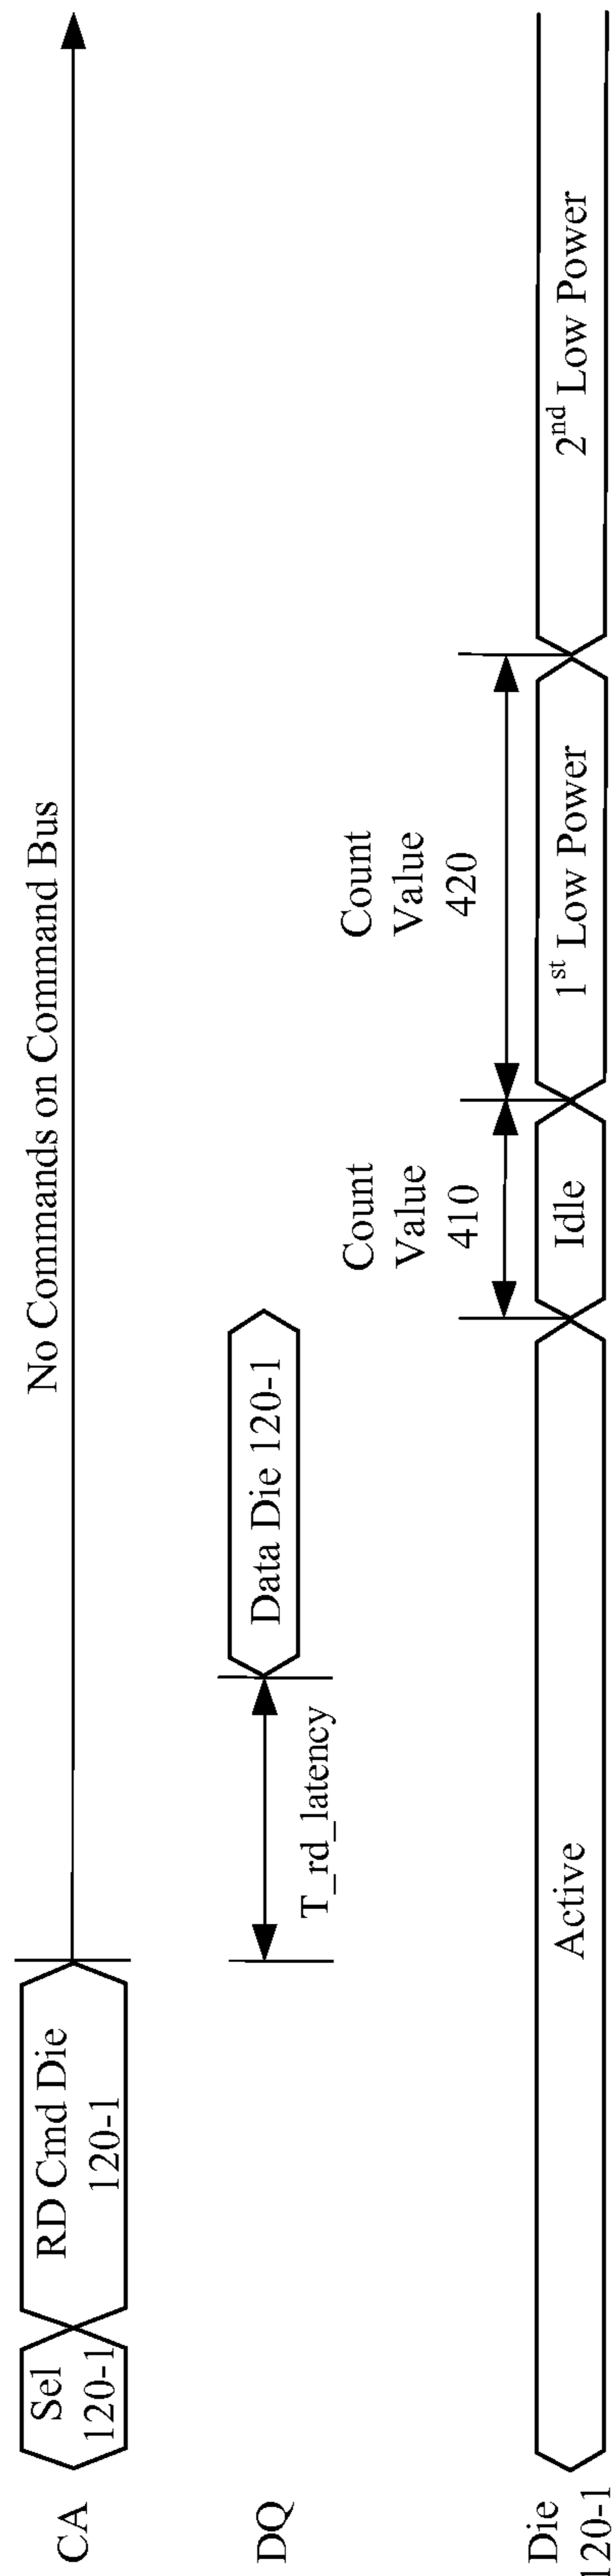 CA
Sel
120-1
RD Cmd Die
120-1
No Commands on Command Bus
DQ
T_rd_latency
Data Die 120-1
Count
Value
410
Count
Value
420
Die
120-1
Active
Idle
1st Low Power
2nd Low Power